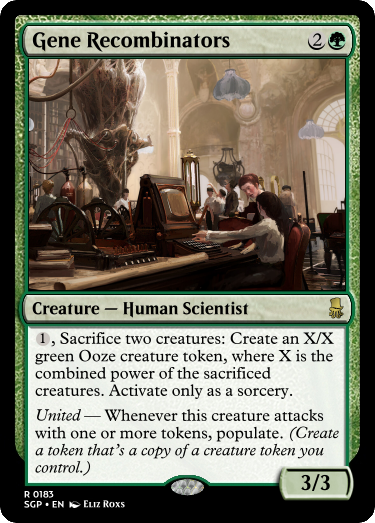 Gene Recombinators 2
Creature — Human Scientist
1, Sacrifice two creatures: Create an X/X
green Ooze creature token, where X is the
combined power of the sacrificed
creatures. Activate only as a sorcery.
United — Whenever this creature attacks
with one or more tokens, populate. (Create
a token that's a copy of a creature token you
control.)
3/3
R 0183
SGP • EN Eliz Roxs